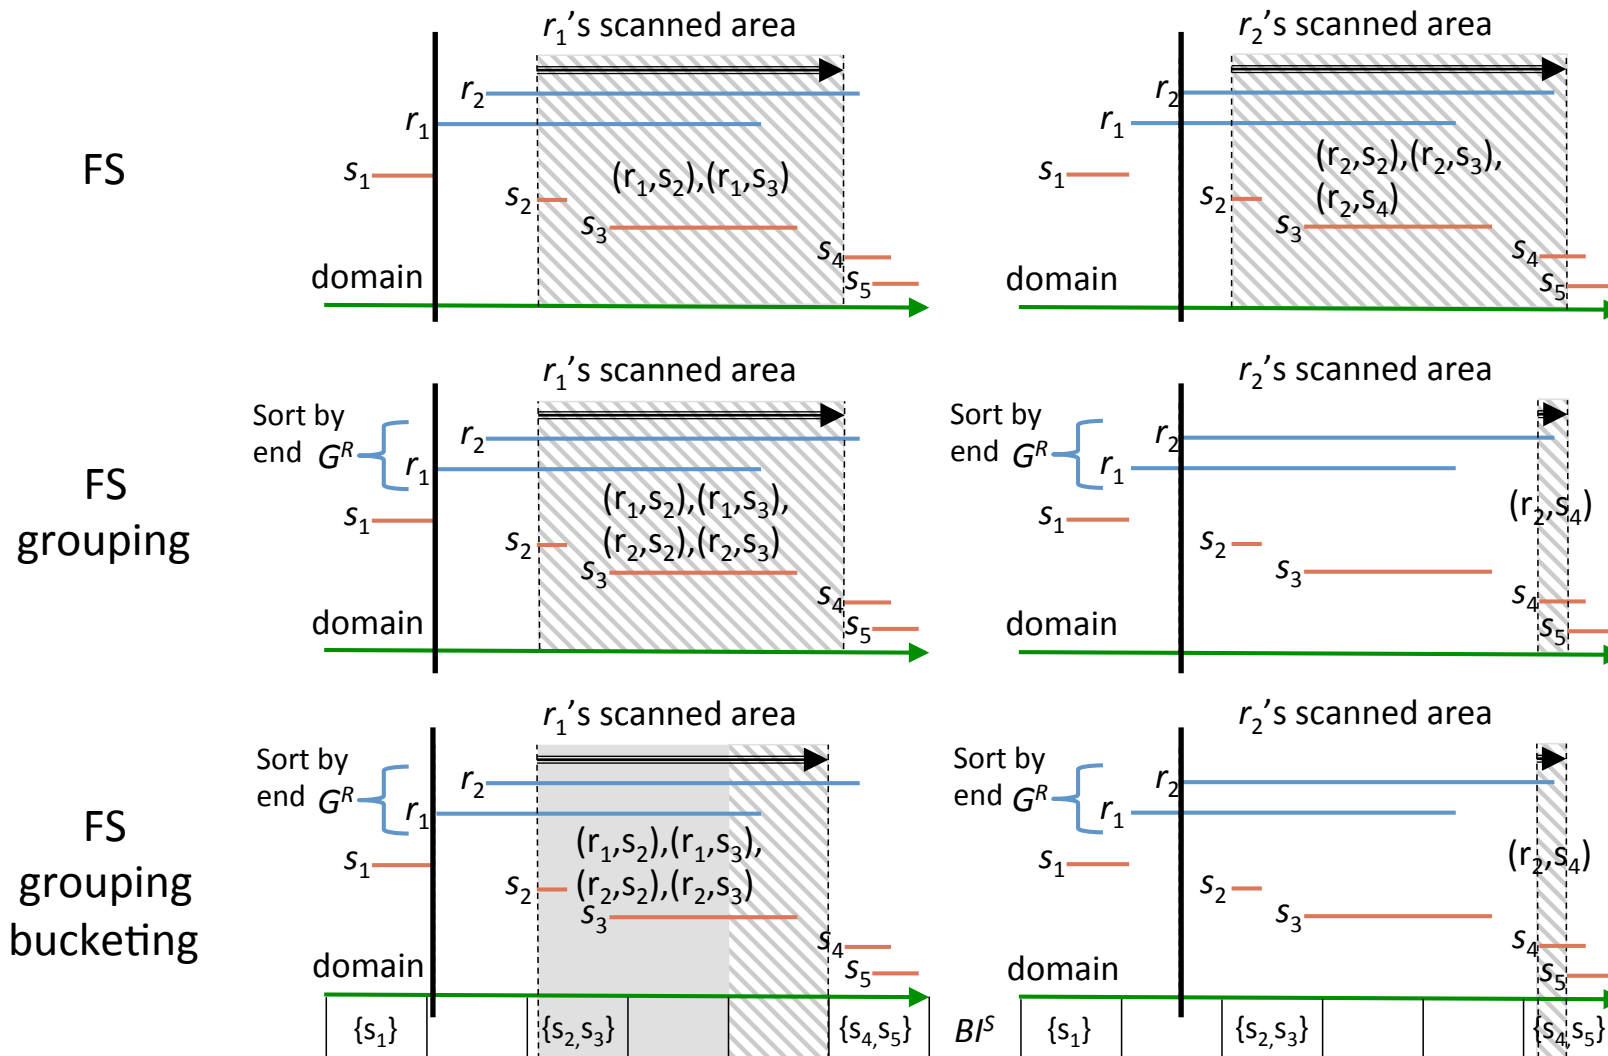 r₁'s scanned area
r₂'s scanned area
FS
r₂
r₁
s₁
(r₁,s₂),(r₁,s₃)
s₂
s₃
s₄
s₅
domain
r₂
r₁
s₁
(r₂,s₂),(r₂,s₃),
(r₂,s₄)
s₂
s₃
s₄
s₅
domain
r₁'s scanned area
r₂'s scanned area
FS
grouping
Sort by
end Gᴿ
r₂
r₁
s₁
(r₁,s₂),(r₁,s₃),
(r₂,s₂),(r₂,s₃)
s₂
s₃
s₄
s₅
domain
Sort by
end Gᴿ
r₂
r₁
s₁
(r₂,s₄)
s₂
s₃
s₄
s₅
domain
r₁'s scanned area
r₂'s scanned area
FS
grouping
bucketing
Sort by
end Gᴿ
r₂
r₁
s₁
(r₁,s₂),(r₁,s₃),
(r₂,s₂),(r₂,s₃)
s₂
s₃
s₄
s₅
domain
{s₁}
{s₂,s₃}
{s₄,s₅}
BIˢ
Sort by
end Gᴿ
r₂
r₁
s₁
(r₂,s₄)
s₂
s₃
s₄
s₅
domain
{s₁}
{s₂,s₃}
{s₄,s₅}